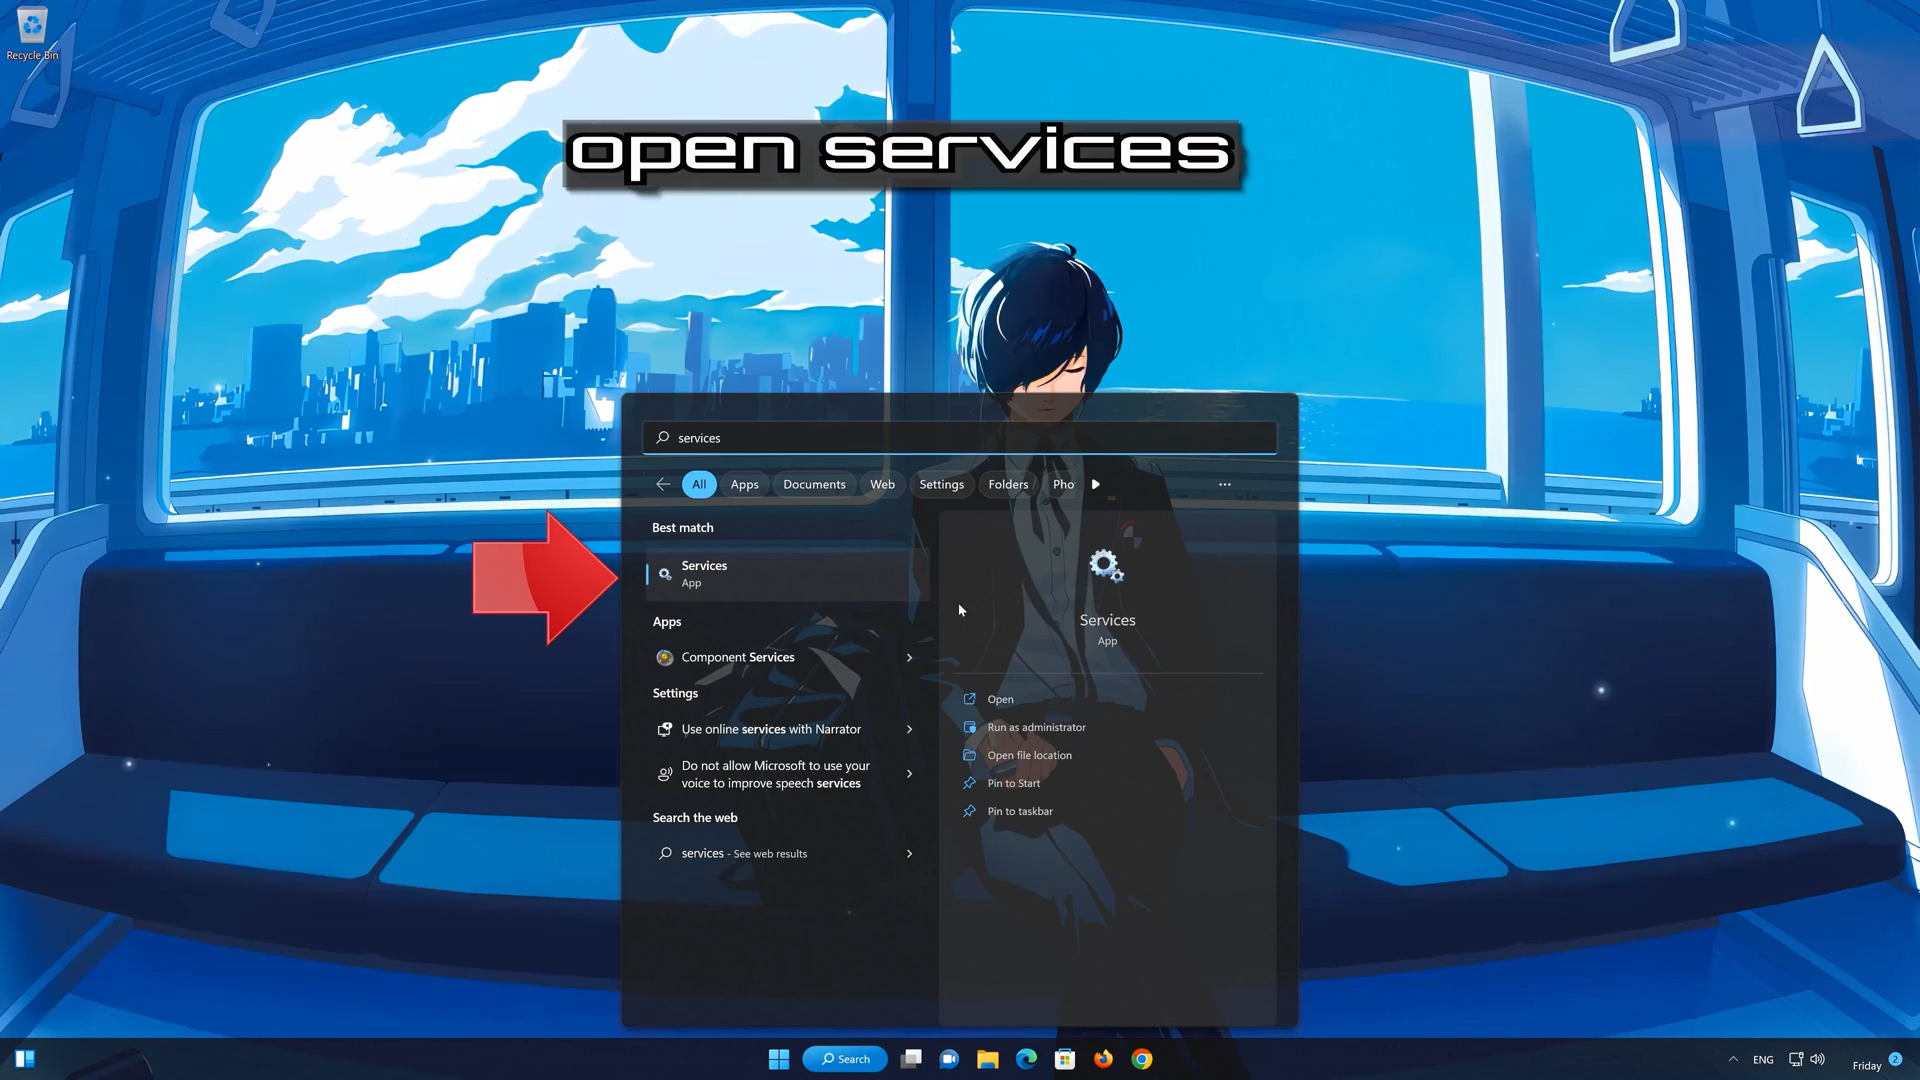 Recycle Bin
open services
services
All
Apps
Documents
Web
Settings
Folders
Pho
Best match
Services
App
Apps
Component Services
Settings
Use online services with Narrator
Do not allow Microsoft to use your
voice to improve speech services
Search the web
services - See web results
Services
App
Open
Run as administrator
Open file location
Pin to Start
Pin to taskbar
Search
ENG
Friday
2